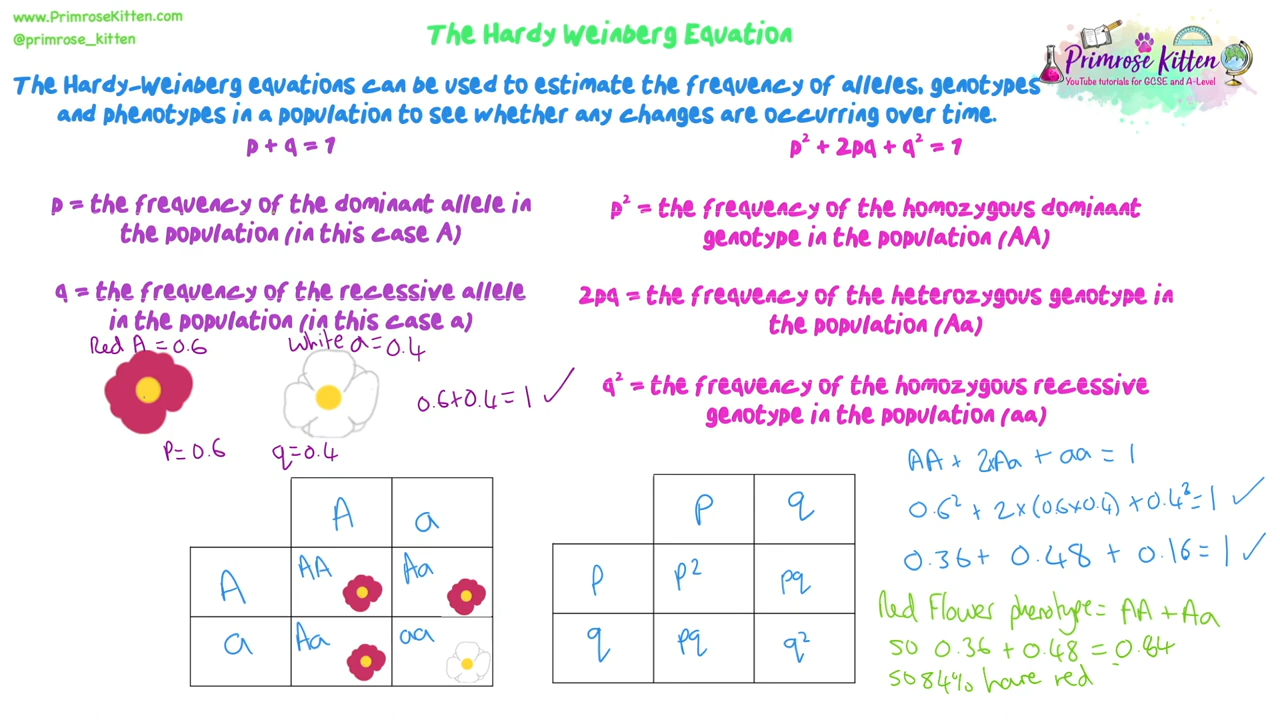 www.PrimroseKitten.com
@primrose_kitten
The Hardy Weinberg Equation
Primrose Kitten
YouTube tutorials for GCSE and A-Level
The Hardy-Weinberg equations can be used to estimate the frequency of alleles, genotypes
and phenotypes in a population to see whether any changes are occurring over time.
p + q = 1
p² + 2pq + q² = 1
p = the frequency of the dominant allele in
the population (in this case A)
q = the frequency of the recessive allele
in the population (in this case a)
p² = the frequency of the homozygous dominant
genotype in the population (AA)
2pq = the frequency of the heterozygous genotype in
the population (Aa)
q² = the frequency of the homozygous recessive
genotype in the population (aa)
Red A = 0.6
White a = 0.4
0.6+0.4=1 ✓
P=0.6
q=0.4
A a
A AA Aa
a Aa aa
P q
P P² pq
q pq q²
AA + 2xAa + aa = 1
0.6² + 2x(0.6x0.4) + 0.4²=1 ✓
0.36+ 0.48 + 0.16=1 ✓
Red Flower phenotype= AA + Aa
so 0.36 + 0.48 = 0.84
so 84% have red